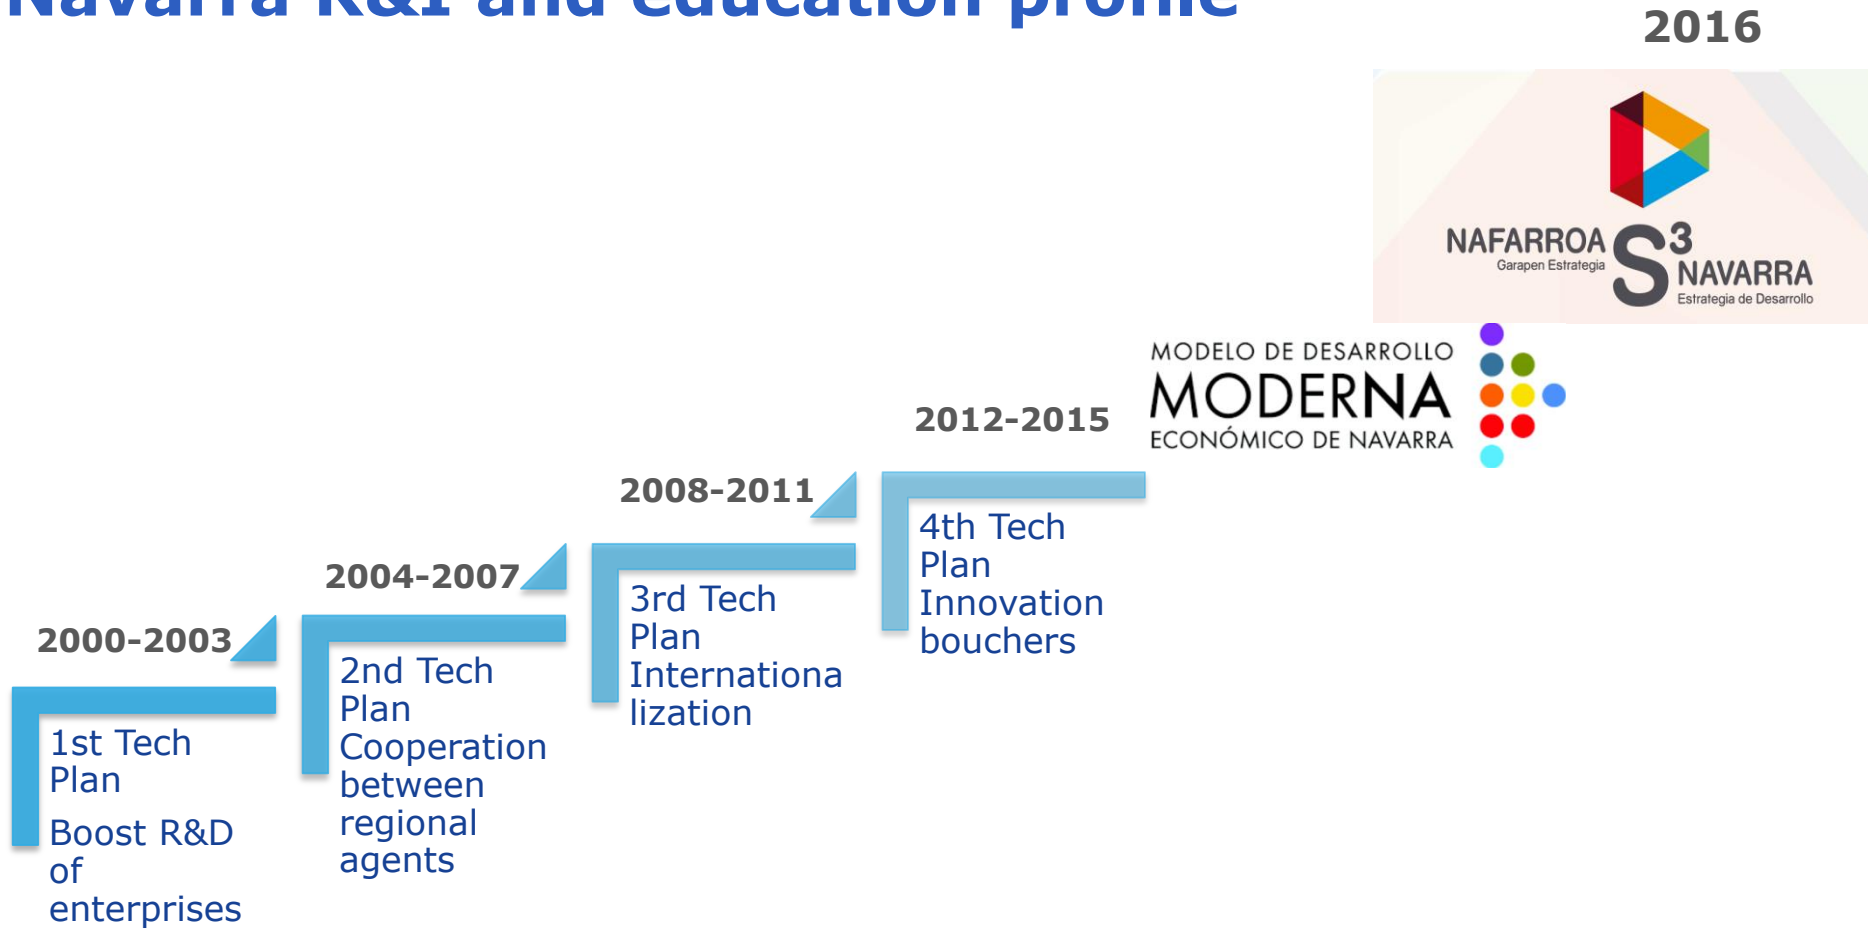 Navarra R&I and education profile
2016
NAFARROA
Garapen Estrategia
S3
NAVARRA
Estrategia de Desarrollo
MODELO DE DESARROLLO
MODERNA
ECONÓMICO DE NAVARRA
2012-2015
4th Tech
Plan
Innovation
bouchers
2008-2011
3rd Tech
Plan
Internationa
lization
2004-2007
2nd Tech
Plan
Cooperation
between
regional
agents
2000-2003
1st Tech
Plan
Boost R&D
of
enterprises